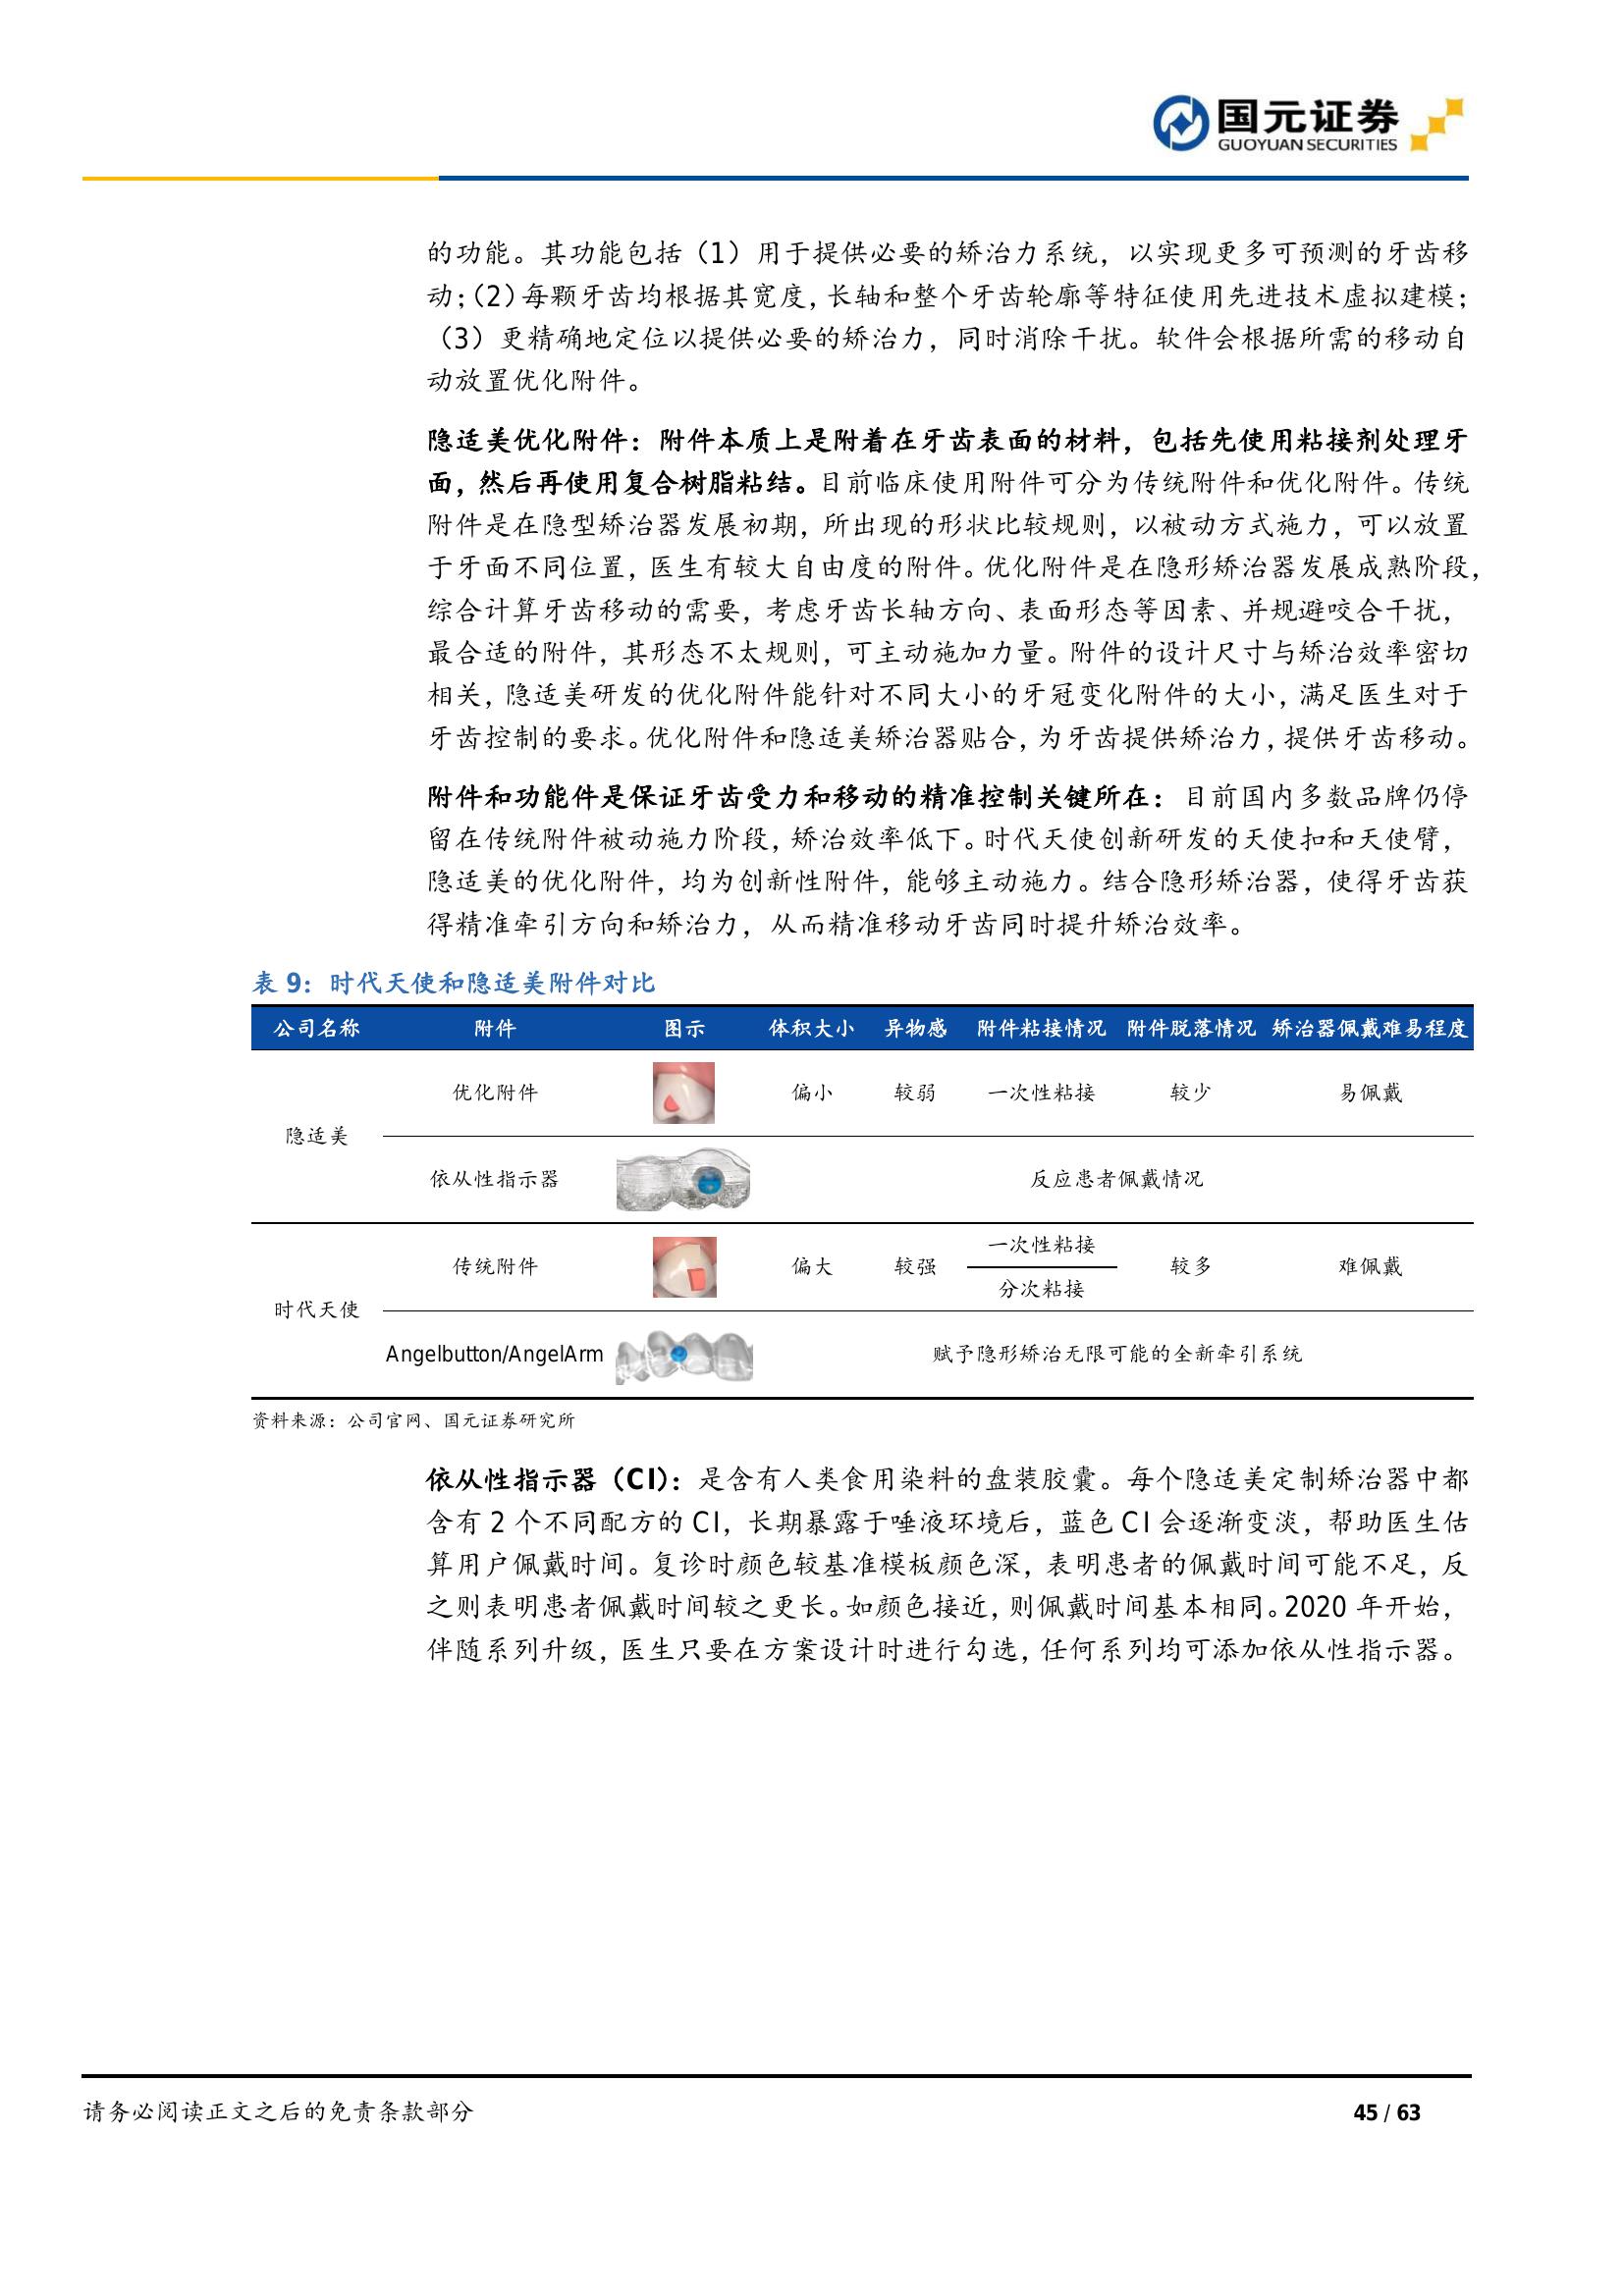 国元证券
GUOYUAN SECURITIES
的功能。其功能包括（1）用于提供必要的矫治力系统，以实现更多可预测的牙齿移
动；（2）每颗牙齿均根据其宽度，长轴和整个牙齿轮廓等特征使用先进技术虚拟建模；
（3）更精确地定位以提供必要的矫治力，同时消除干扰。软件会根据所需的移动自
动放置优化附件。
隐适美优化附件：附件本质上是附着在牙齿表面的材料，包括先使用粘接剂处理牙
面，然后再使用复合树脂粘结。目前临床使用附件可分为传统附件和优化附件。传统
附件是在隐型矫治器发展初期，所出现的形状比较规则，以被动方式施力，可以放置
于牙面不同位置，医生有较大自由度的附件。优化附件是在隐形矫治器发展成熟阶段，
综合计算牙齿移动的需要，考虑牙齿长轴方向、表面形态等因素、并规避咬合干扰，
最合适的附件，其形态不太规则，可主动施加力量。附件的设计尺寸与矫治效率密切
相关，隐适美研发的优化附件能针对不同大小的牙冠变化附件的大小，满足医生对于
牙齿控制的要求。优化附件和隐适美矫治器贴合，为牙齿提供矫治力，提供牙齿移动。
附件和功能件是保证牙齿受力和移动的精准控制关键所在：目前国内多数品牌仍停
留在传统附件被动施力阶段，矫治效率低下。时代天使创新研发的天使扣和天使臂，
隐适美的优化附件，均为创新性附件，能够主动施力。结合隐形矫治器，使得牙齿获
得精准牵引方向和矫治力，从而精准移动牙齿同时提升矫治效率。
表 9：时代天使和隐适美附件对比
公司名称 附件 图示 体积大小 异物感 附件粘接情况 附件脱落情况 矫治器佩戴难易程度
隐适美
优化附件 偏小 较弱 一次性粘接 较少 易佩戴
依从性指示器 反应患者佩戴情况
时代天使
传统附件 偏大 较强 一次性粘接 较多 难佩戴
分次粘接
Angelbutton/AngelArm 赋予隐形矫治无限可能的全新牵引系统
资料来源：公司官网、国元证券研究所
依从性指示器（CI）：是含有人类食用染料的盘装胶囊。每个隐适美定制矫治器中都
含有 2 个不同配方的 CI，长期暴露于唾液环境后，蓝色 CI 会逐渐变淡，帮助医生估
算用户佩戴时间。复诊时颜色较基准模板颜色深，表明患者的佩戴时间可能不足，反
之则表明患者佩戴时间较之更长。如颜色接近，则佩戴时间基本相同。2020 年开始，
伴随系列升级，医生只要在方案设计时进行勾选，任何系列均可添加依从性指示器。
请务必阅读正文之后的免责条款部分
45 / 63